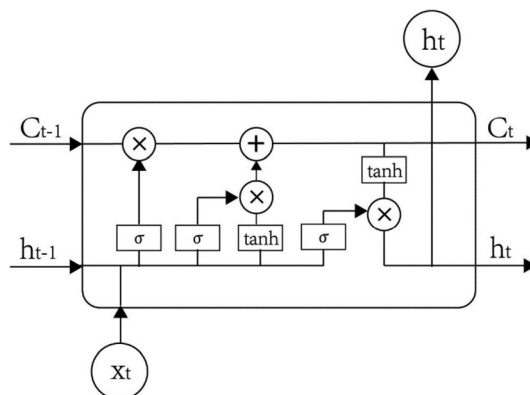 ht
Ct-1
Ct
×
+
tanh
×
×
σ
σ
tanh
σ
ht-1
ht
xt